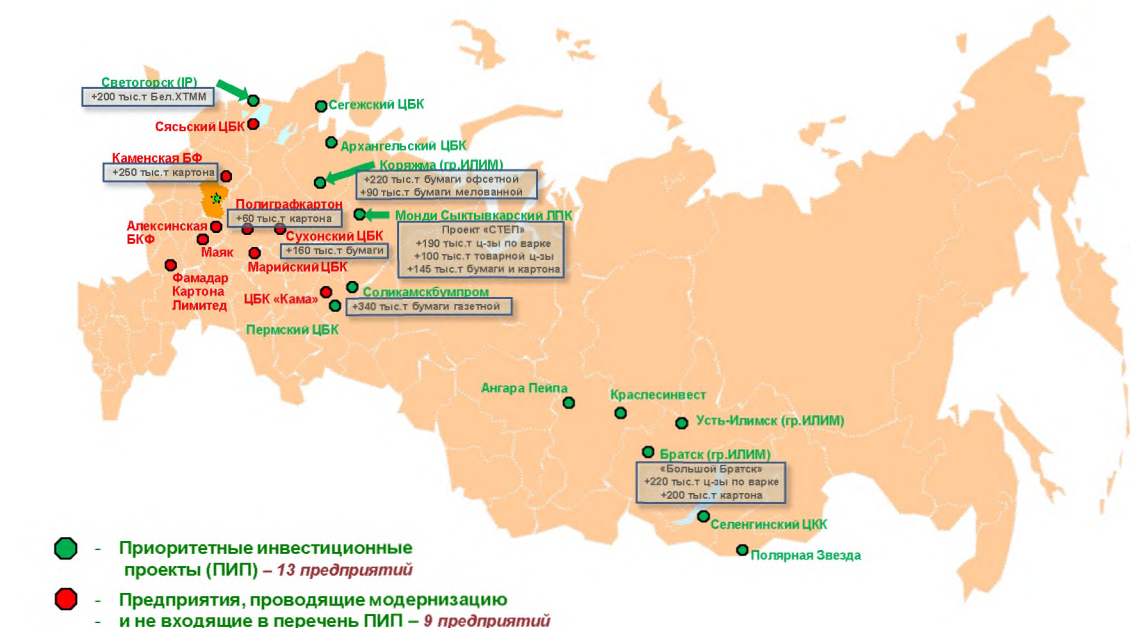 Светогорск (IP)
+200 тыс.т Бел.ХТММ
Сегежский ЦБК
Сясьский ЦБК
Архангельский ЦБК
Каменская БФ
+250 тыс.т картона
Коряжма (гр.ИЛИМ)
+220 тыс.т бумаги офсетной
+90 тыс.т бумаги мелованной
Полиграфкартон
+60 тыс.т картона
Монди Сыктывкарский ЛПК
Проект «СТЕП»
+190 тыс.т ц-зы по варке
+100 тыс.т товарной ц-зы
+145 тыс.т бумаги и картона
Алексинская
БКФ
Сухонский ЦБК
+160 тыс.т бумаги
Маяк
Марийский ЦБК
Фамадар
Картона
Лимитед
ЦБК «Кама»
Соликамскбумпром
+340 тыс.т бумаги газетной
Пермский ЦБК
Ангара Пейпа
Краслесинвест
Усть-Илимск (гр.ИЛИМ)
Братск (гр.ИЛИМ)
«Большой Братск»
+220 тыс.т ц-зы по варке
+200 тыс.т картона
Селенгинский ЦКК
Полярная Звезда
- Приоритетные инвестиционные
проекты (ПИП) – 13 предприятий
- Предприятия, проводящие модернизацию
- и не входящие в перечень ПИП – 9 предприятий